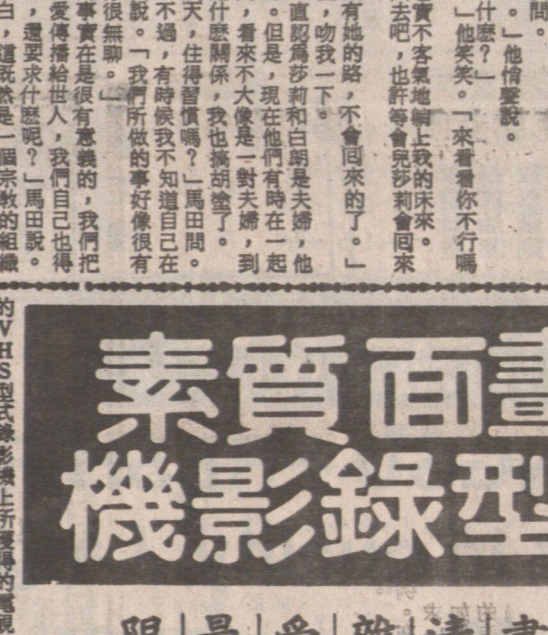 問。
。」他悄聲說。
什麼？」
」他笑笑。「來看看你不行嗎
實不客氣地躺上我的床來。
去吧，也許等會兒莎莉會回來
有她的路，不會回來的了。」
，吻我一下。
直認爲莎莉和白朗是夫婦，他
。但是，現在他們有時在一起
，看來不大像是一對夫婦，到
什麼關係，我也搞胡塗了。
天，住得習慣嗎？」馬田問。
不過，有時候我不知道自己在
說。「我們所做的事好像很有
很無聊。」
事實在是很有意義的，我們把
愛傳播給世人，我們自己也得
，還要求什麼呢？」馬田說。
白，這既然是一個宗教的組織
畫面質素
型錄影機
的VHS型式錄影機上所獲得的電視